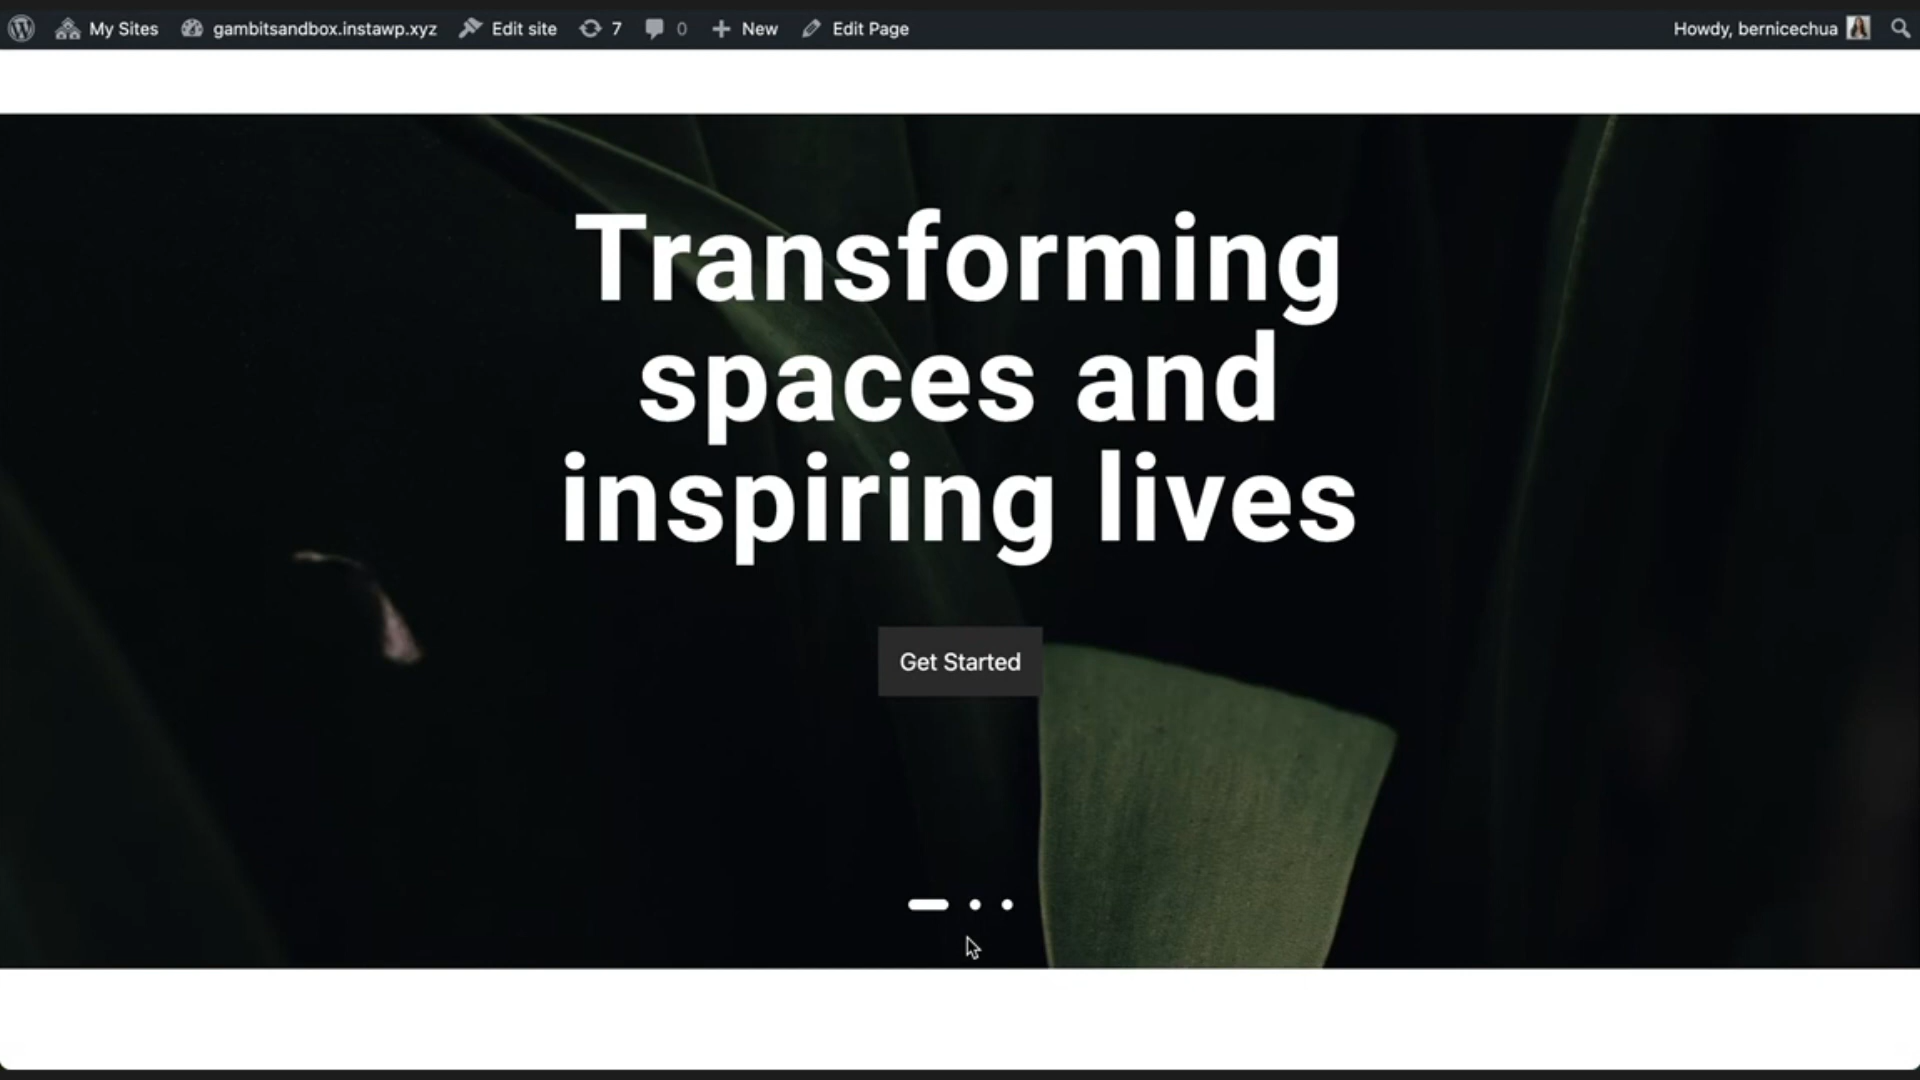 My Sites gambitsandbox.instawp.xyz Edit site 7 0 New Edit Page Howdy, bernicechua
Transforming
spaces and
inspiring lives
Get Started